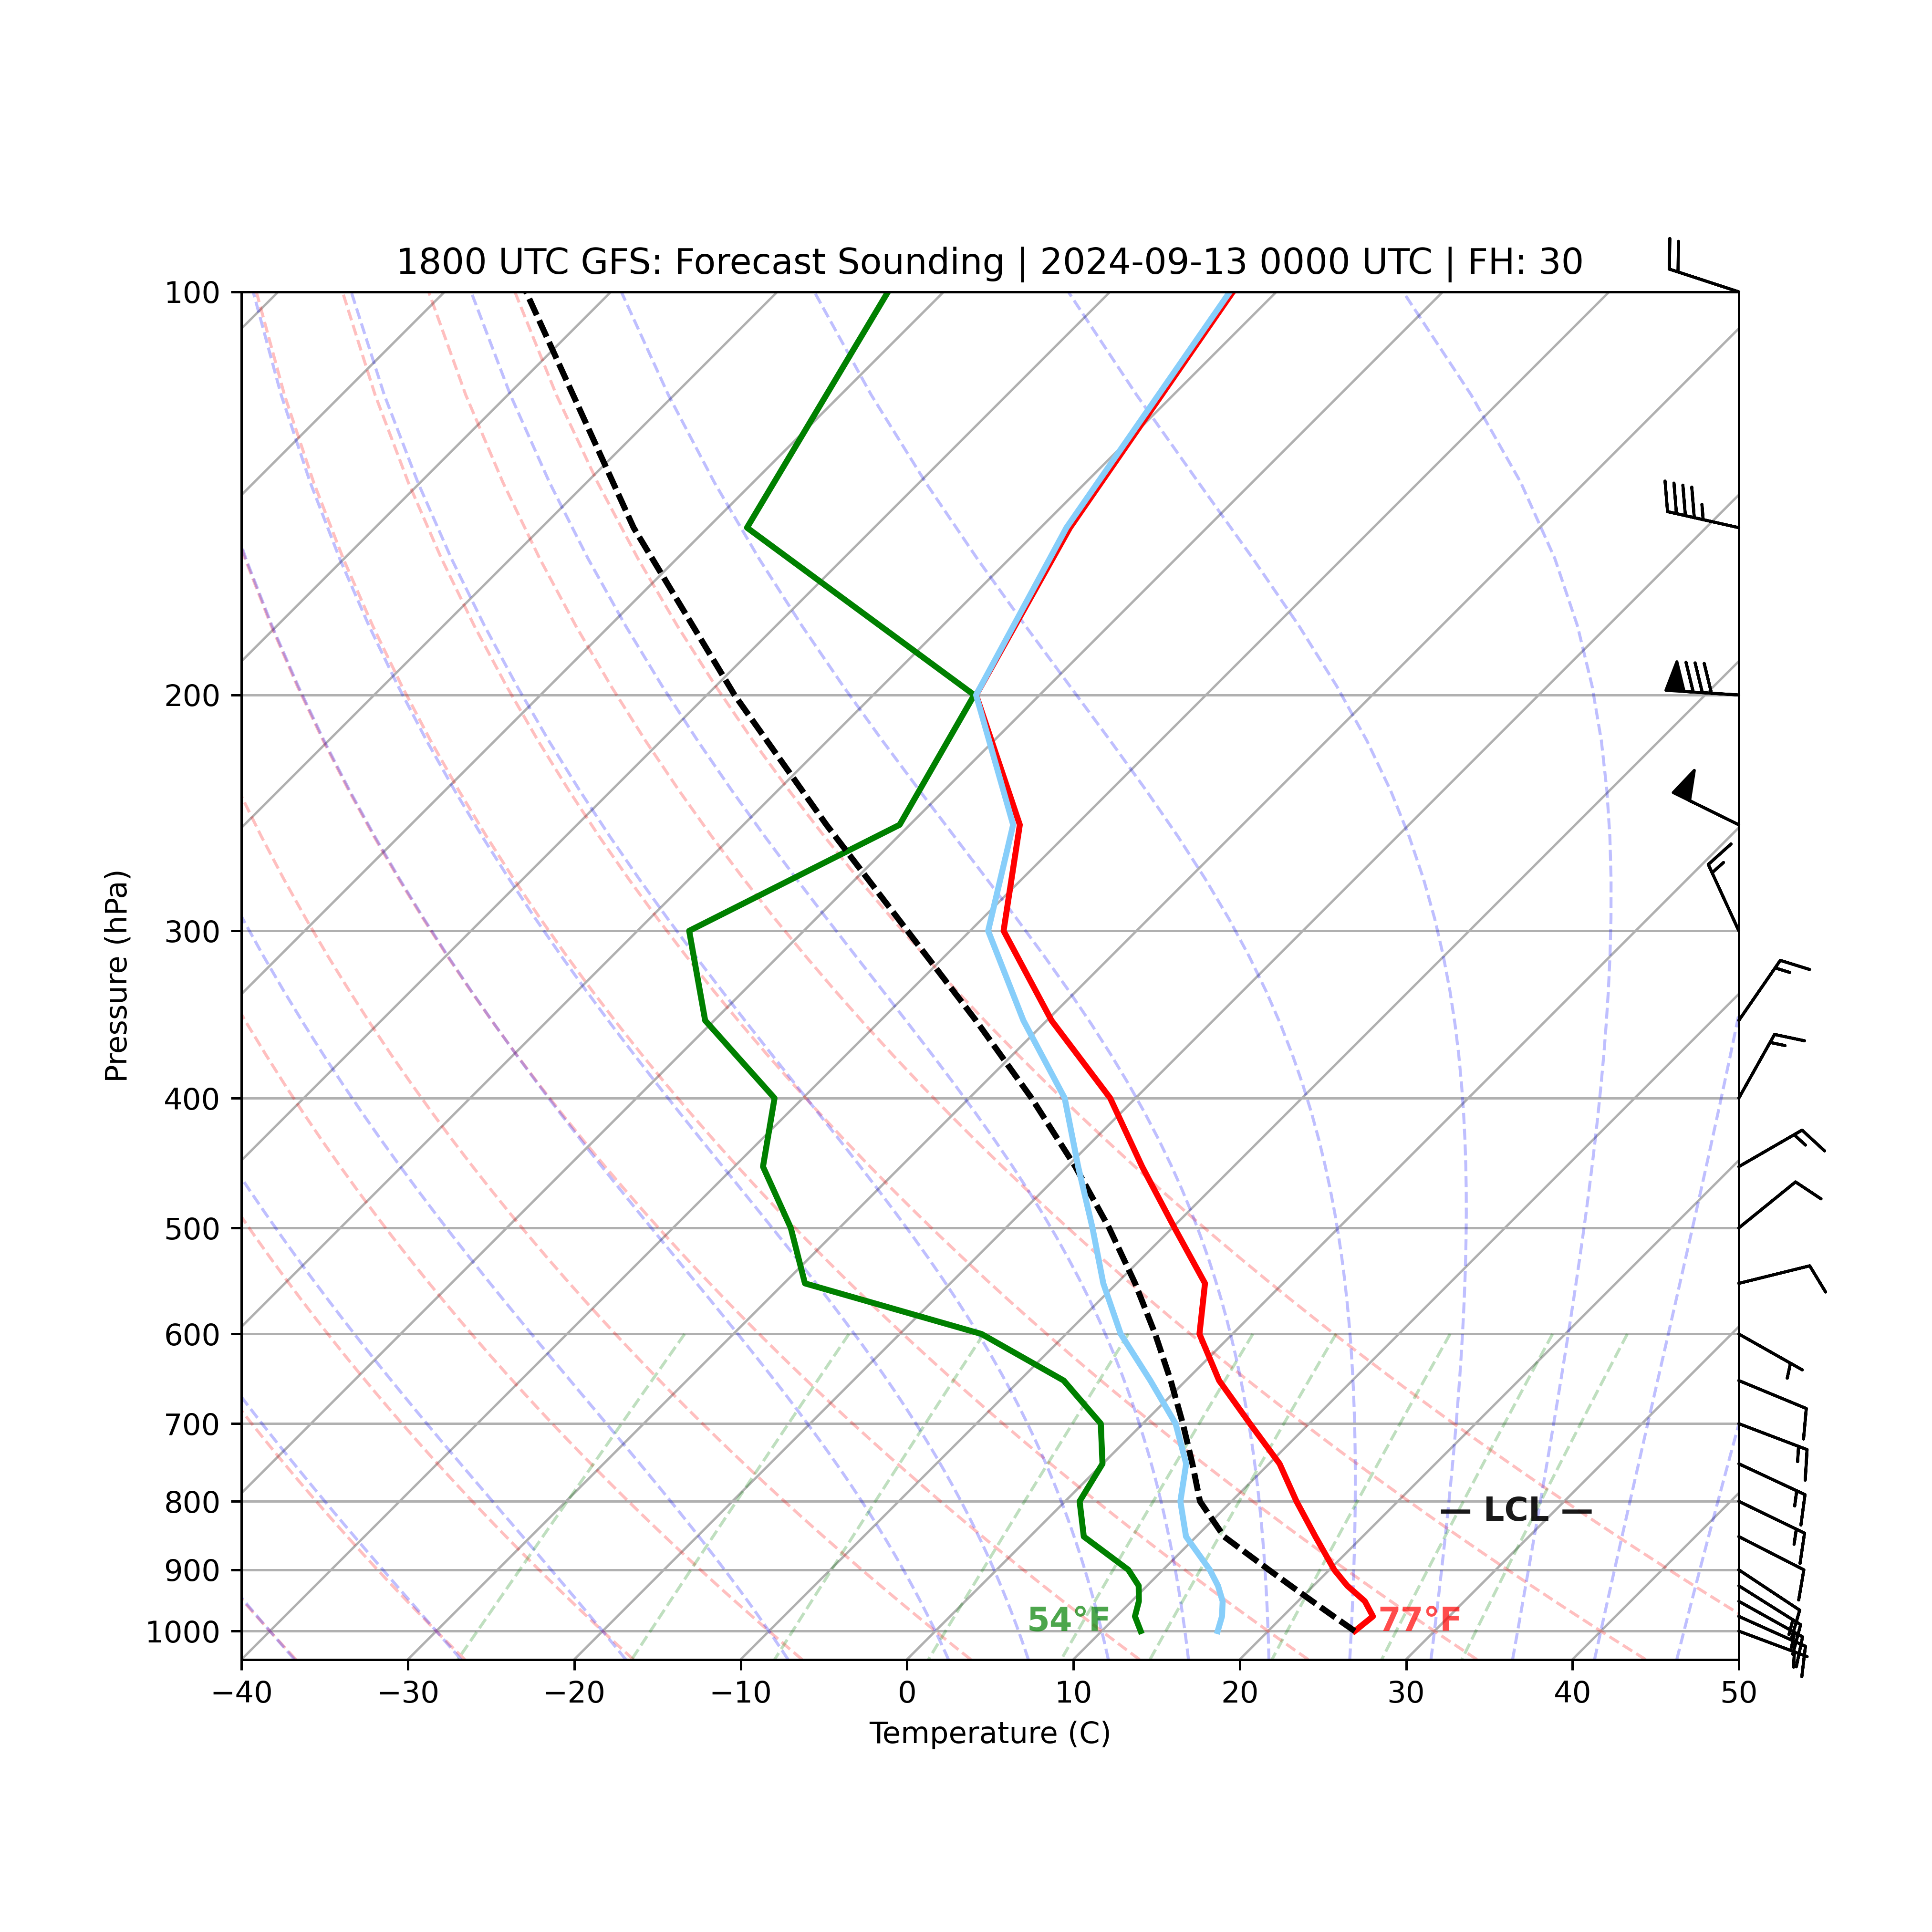 1800 UTC GFS: Forecast Sounding | 2024-09-13 0000 UTC | FH: 30
100
200
300
400
500
600
700
800
900
1000
Pressure (hPa)
— LCL —
54°F
77°F
−40 −30 −20 −10 0 10 20 30 40 50
Temperature (C)